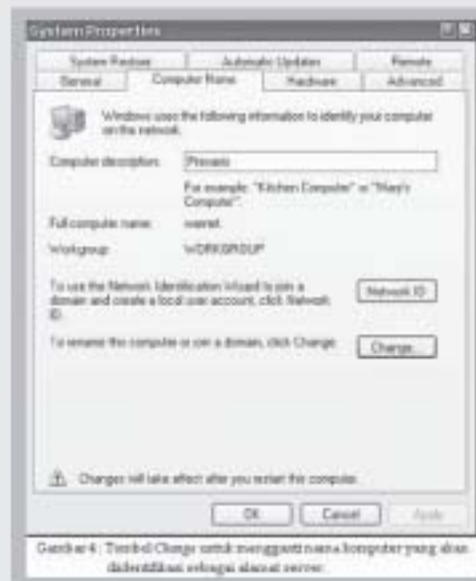 System Properties
System Restore Automatic Updates Remote
General Computer Name Hardware Advanced
Windows uses the following information to identify your computer
on the network.
Computer description:
For example: "Kitchen Computer" or "Mary's
Computer".
Full computer name: warnet
Workgroup: WORKGROUP
To use the Network Identification Wizard to join a
domain and create a local user account, click Network
ID.
Network ID
To rename this computer or join a domain, click Change.
Change...
Changes will take effect after you restart this computer.
OK Cancel Apply
Gambar 4 : Tombol Change untuk mengganti nama komputer yang akan
diidentifikasi sebagai alamat server.